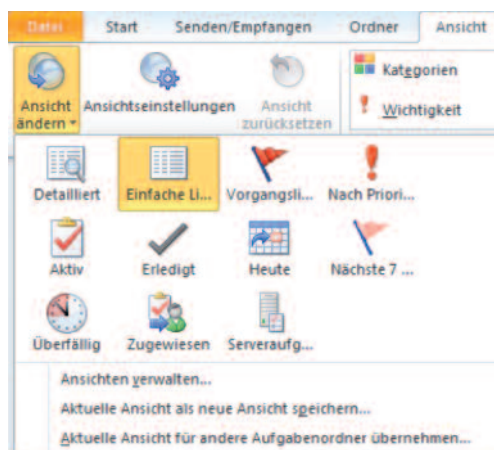 Datei Start Senden/Empfangen Ordner Ansicht
Ansicht ändern Ansichtseinstellungen Ansicht zurücksetzen
Kategorien
Wichtigkeit
Detailliert Einfache Li... Vorgangsli... Nach Priori...
Aktiv Erledigt Heute Nächste 7 ...
Überfällig Zugewiesen Serveraufg...
Ansichten verwalten...
Aktuelle Ansicht als neue Ansicht speichern...
Aktuelle Ansicht für andere Aufgabenordner übernehmen...